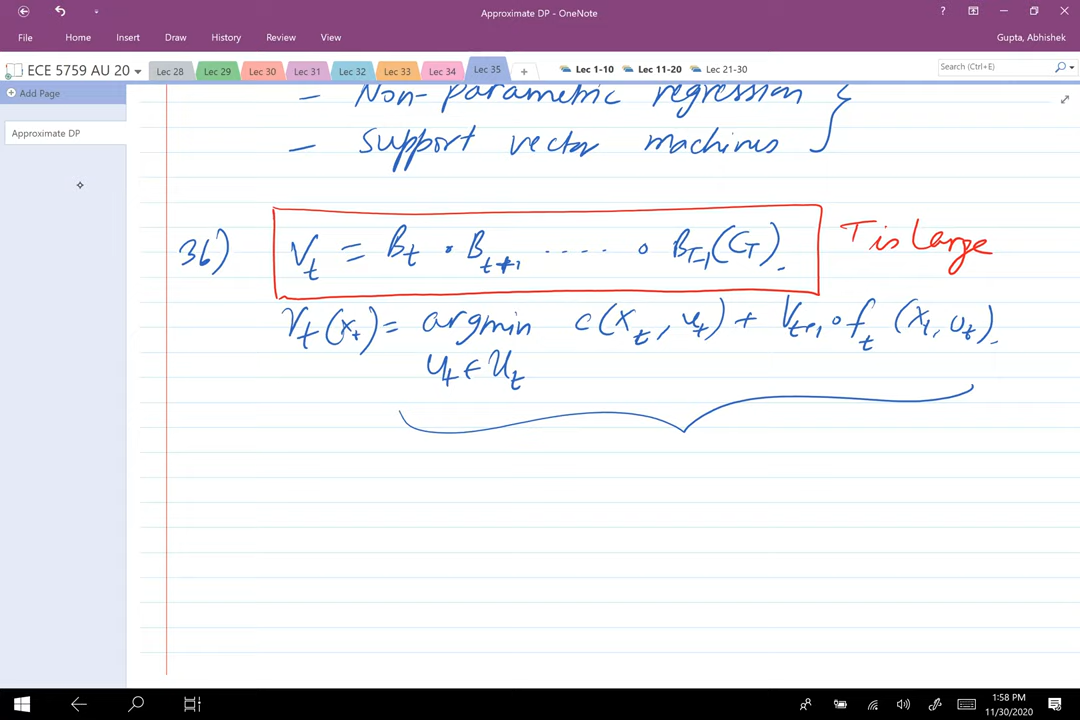 Approximate DP - OneNote
?
File Home Insert Draw History Review View Gupta, Abhishek
ECE 5759 AU 20 Lec 28 Lec 29 Lec 30 Lec 31 Lec 32 Lec 33 Lec 34 Lec 35 + Lec 1-10 Lec 11-20 Lec 21-30 Search (Ctrl+E)
Add Page
Approximate DP
– Non-parametric regression
– support vector machines
36) V_t = B_t ∘ B_{t+1} ..... ∘ B_{T-1}(C_T). T is large
V_t(x_t) = argmin c(x_t, u_t) + V_{t+1} ∘ f_t (x_t, u_t).
u_t ∈ U_t
1:58 PM
11/30/2020